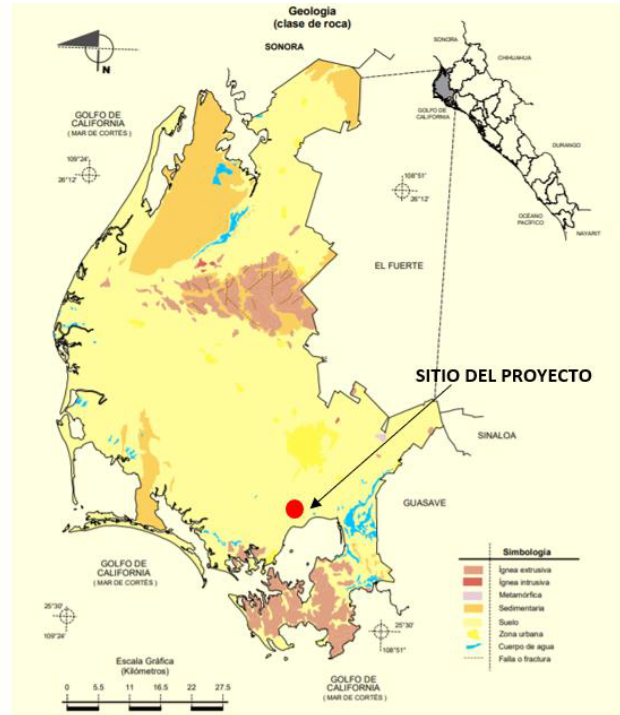 Geología
(clase de roca)
SONORA
N
GOLFO DE
CALIFORNIA
( MAR DE CORTÉS )
109°24'
26°12'
SONORA
CHIHUAHUA
GOLFO DE
CALIFORNIA
DURANGO
OCÉANO
PACÍFICO
NAYARIT
108°51'
26°12'
EL FUERTE
SITIO DEL PROYECTO
SINALOA
GUASAVE
GOLFO DE
CALIFORNIA
( MAR DE CORTÉS )
25°30'
109°24'
25°30'
108°51'
GOLFO DE
CALIFORNIA
( MAR DE CORTÉS )
Simbología
Ígnea extrusiva
Ígnea intrusiva
Metamórfica
Sedimentaria
Suelo
Zona urbana
Cuerpo de agua
Falla o fractura
Escala Gráfica
(Kilómetros)
0 5.5 11 16.5 22 27.5